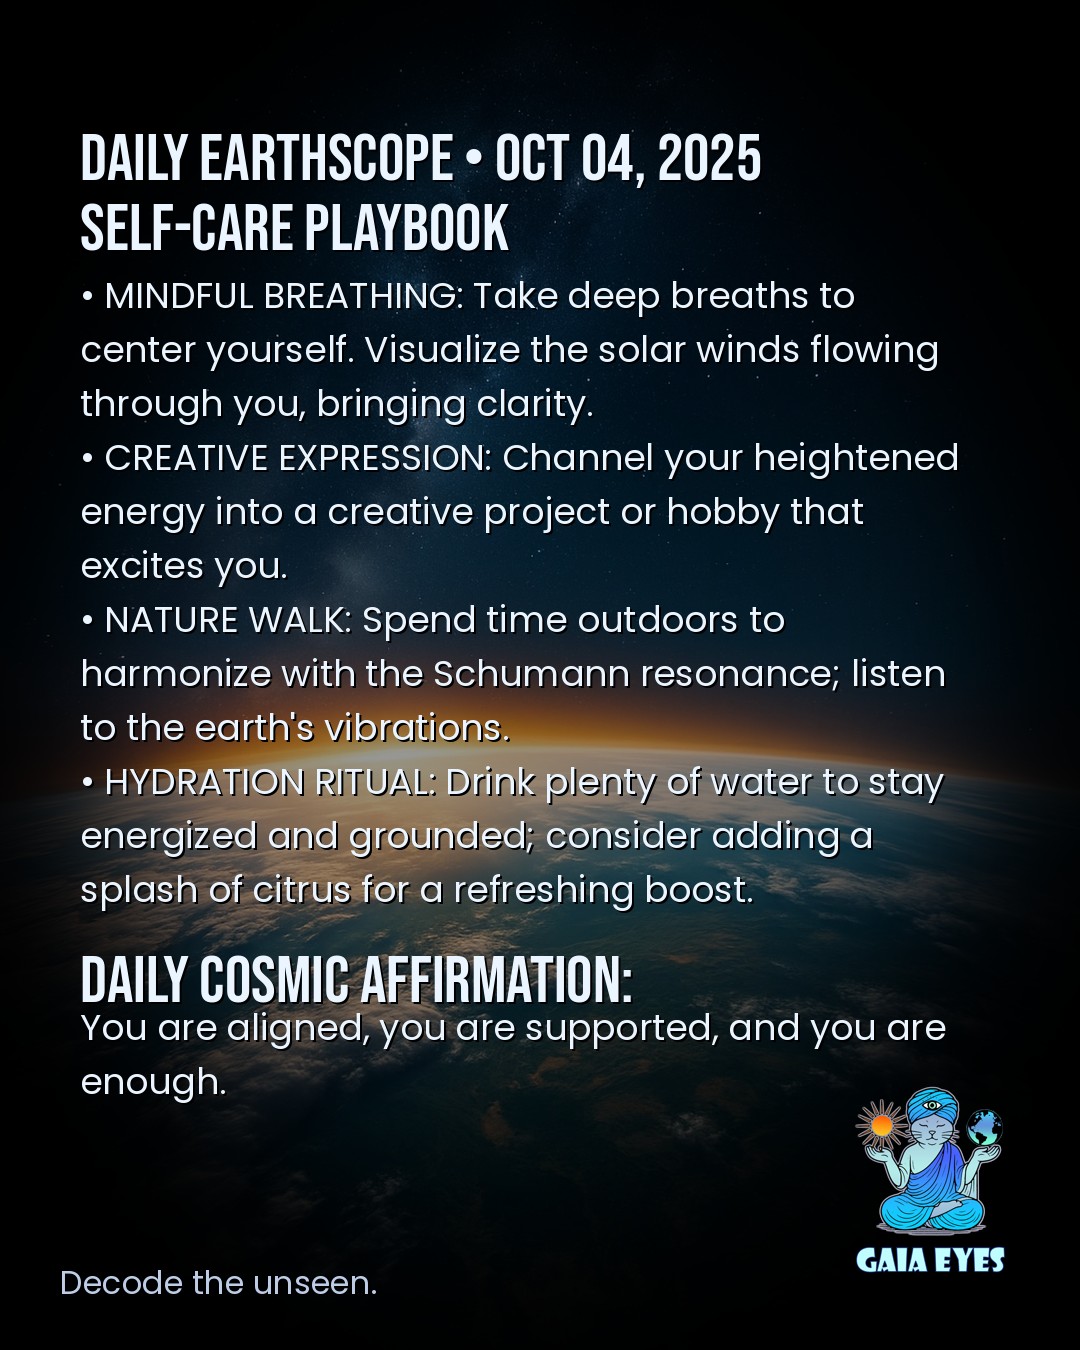 DAILY EARTHSCOPE • OCT 04, 2025
SELF-CARE PLAYBOOK
• MINDFUL BREATHING: Take deep breaths to
center yourself. Visualize the solar winds flowing
through you, bringing clarity.
• CREATIVE EXPRESSION: Channel your heightened
energy into a creative project or hobby that
excites you.
• NATURE WALK: Spend time outdoors to
harmonize with the Schumann resonance; listen
to the earth's vibrations.
• HYDRATION RITUAL: Drink plenty of water to stay
energized and grounded; consider adding a
splash of citrus for a refreshing boost.
DAILY COSMIC AFFIRMATION:
You are aligned, you are supported, and you are
enough.
GAIA EYES
Decode the unseen.